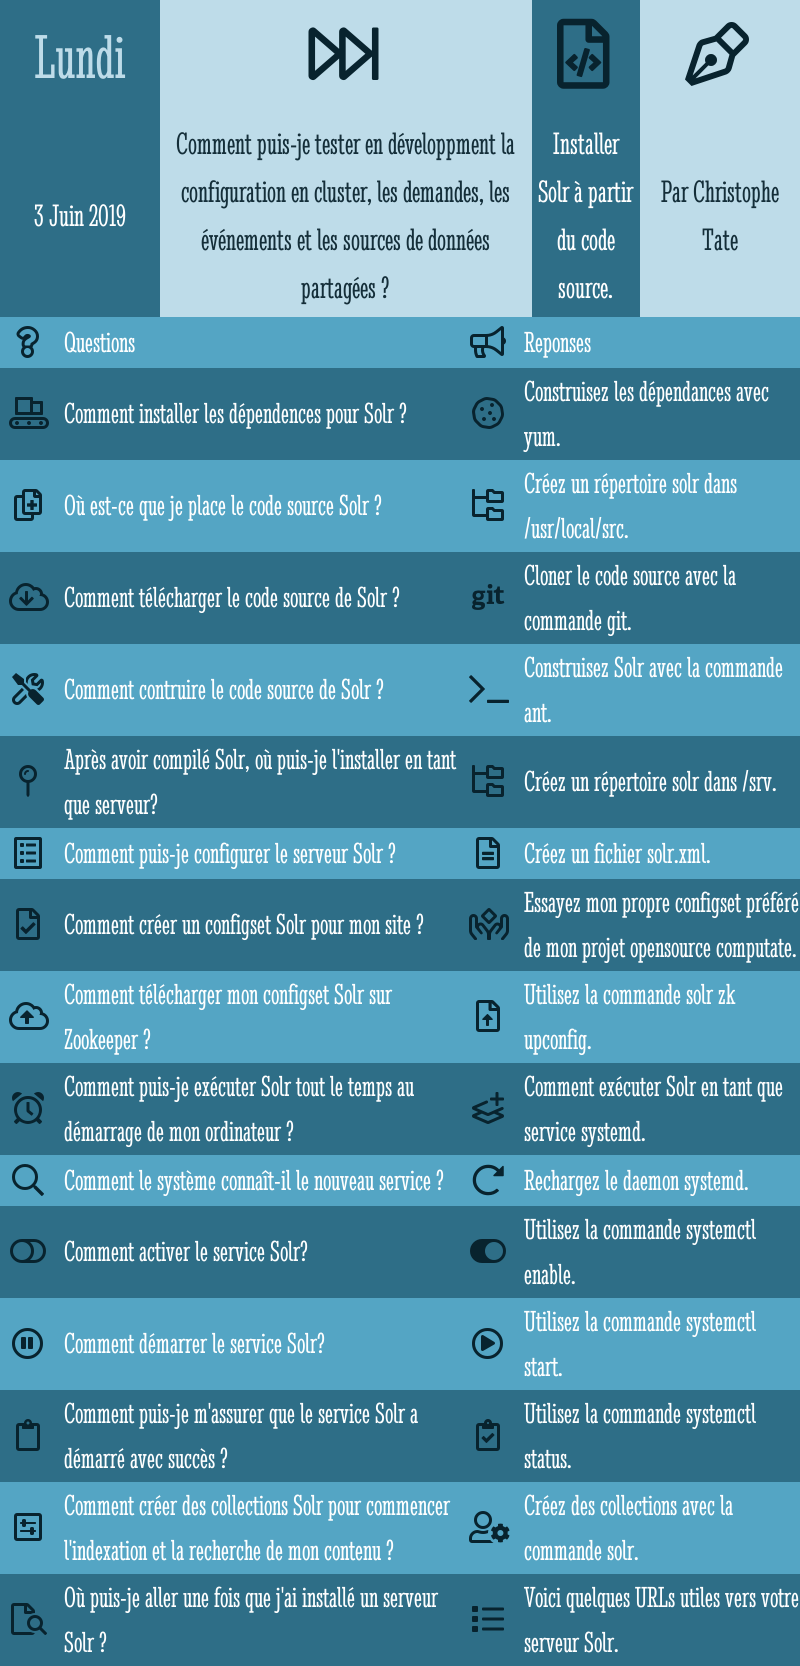 Lundi
3 Juin 2019
Comment puis-je tester en développment la
configuration en cluster, les demandes, les
événements et les sources de données
partagées ?
Installer
Solr à partir
du code
source.
Par Christophe
Tate
Questions
Reponses
Comment installer les dépendences pour Solr ?
Construisez les dépendances avec
yum.
Où est-ce que je place le code source Solr ?
Créez un répertoire solr dans
/usr/local/src.
Comment télécharger le code source de Solr ?
git
Cloner le code source avec la
commande git.
Comment contruire le code source de Solr ?
Construisez Solr avec la commande
ant.
Après avoir compilé Solr, où puis-je l'installer en tant
que serveur?
Créez un répertoire solr dans /srv.
Comment puis-je configurer le serveur Solr ?
Créez un fichier solr.xml.
Comment créer un configset Solr pour mon site ?
Essayez mon propre configset préféré
de mon projet opensource computate.
Comment télécharger mon configset Solr sur
Zookeeper ?
Utilisez la commande solr zk
upconfig.
Comment puis-je exécuter Solr tout le temps au
démarrage de mon ordinateur ?
Comment exécuter Solr en tant que
service systemd.
Comment le système connaît-il le nouveau service ?
Rechargez le daemon systemd.
Comment activer le service Solr?
Utilisez la commande systemctl
enable.
Comment démarrer le service Solr?
Utilisez la commande systemctl
start.
Comment puis-je m'assurer que le service Solr a
démarré avec succès ?
Utilisez la commande systemctl
status.
Comment créer des collections Solr pour commencer
l'indexation et la recherche de mon contenu ?
Créez des collections avec la
commande solr.
Où puis-je aller une fois que j'ai installé un serveur
Solr ?
Voici quelques URLs utiles vers votre
serveur Solr.